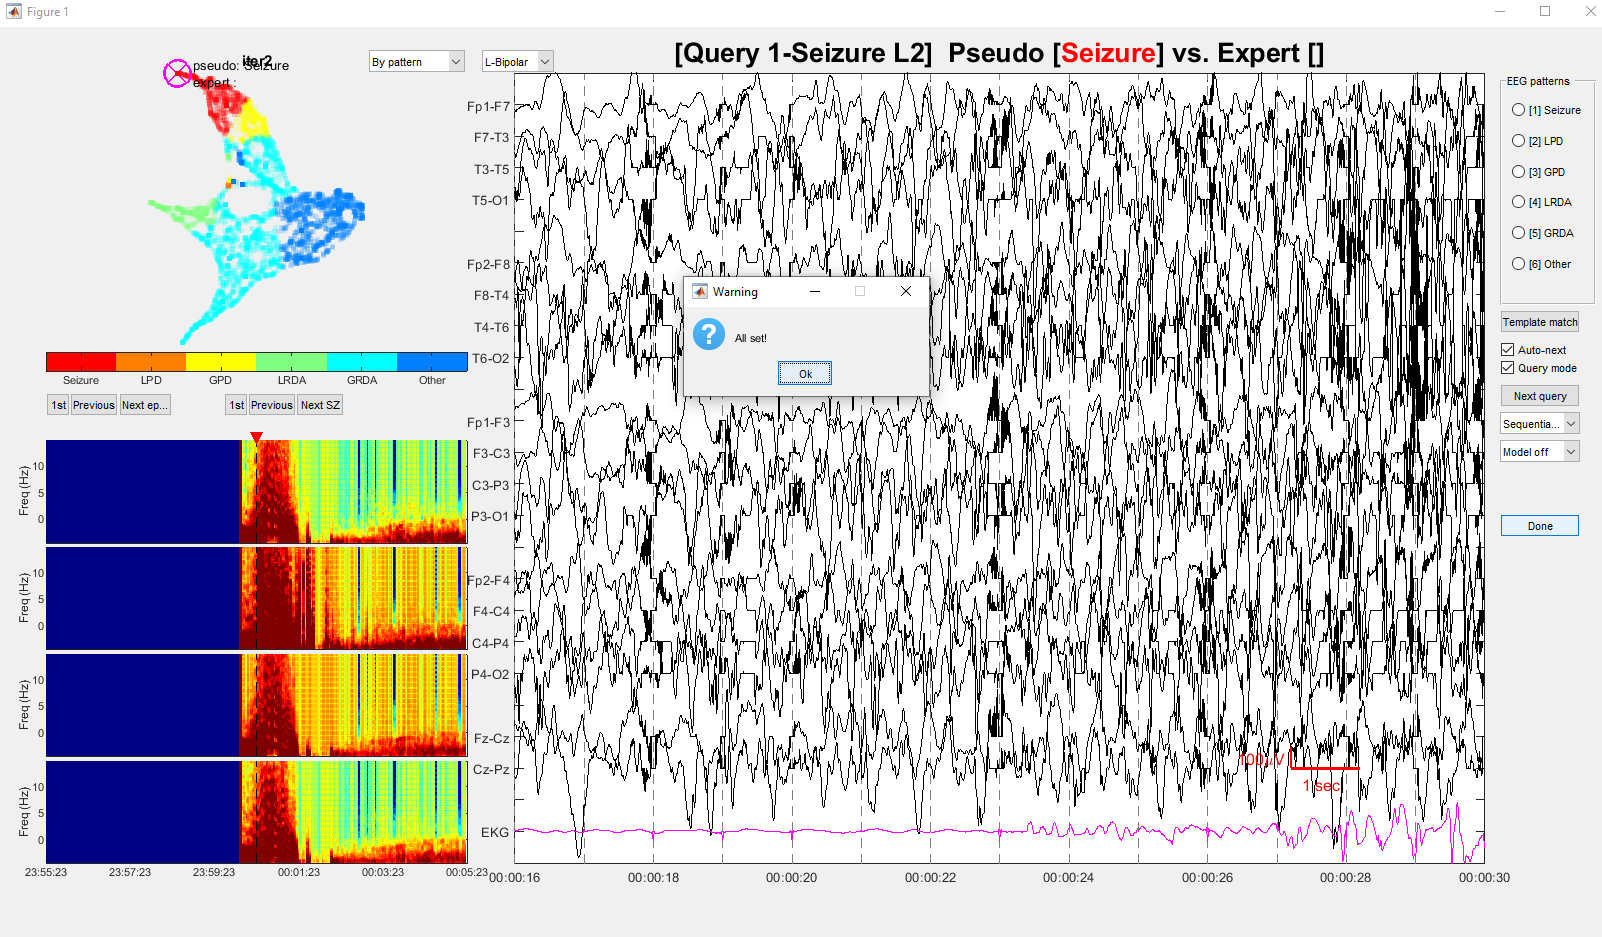 Figure 1
iter2
pseudo: Seizure
expert :
By pattern
L-Bipolar
[Query 1-Seizure L2]  Pseudo [Seizure] vs. Expert []
Seizure
LPD
GPD
LRDA
GRDA
Other
1st
Previous
Next ep...
1st
Previous
Next SZ
Freq (Hz)
10
5
0
Freq (Hz)
10
5
0
Freq (Hz)
10
5
0
Freq (Hz)
10
5
0
23:55:23
23:57:23
23:59:23
00:01:23
00:03:23
00:05:23
Fp1-F7
F7-T3
T3-T5
T5-O1
Fp2-F8
F8-T4
T4-T6
T6-O2
Fp1-F3
F3-C3
C3-P3
P3-O1
Fp2-F4
F4-C4
C4-P4
P4-O2
Fz-Cz
Cz-Pz
EKG
100μV
1 sec
00:00:16
00:00:18
00:00:20
00:00:22
00:00:24
00:00:26
00:00:28
00:00:30
Warning
All set!
Ok
EEG patterns
[1] Seizure
[2] LPD
[3] GPD
[4] LRDA
[5] GRDA
[6] Other
Template match
Auto-next
Query mode
Next query
Sequentia...
Model off
Done